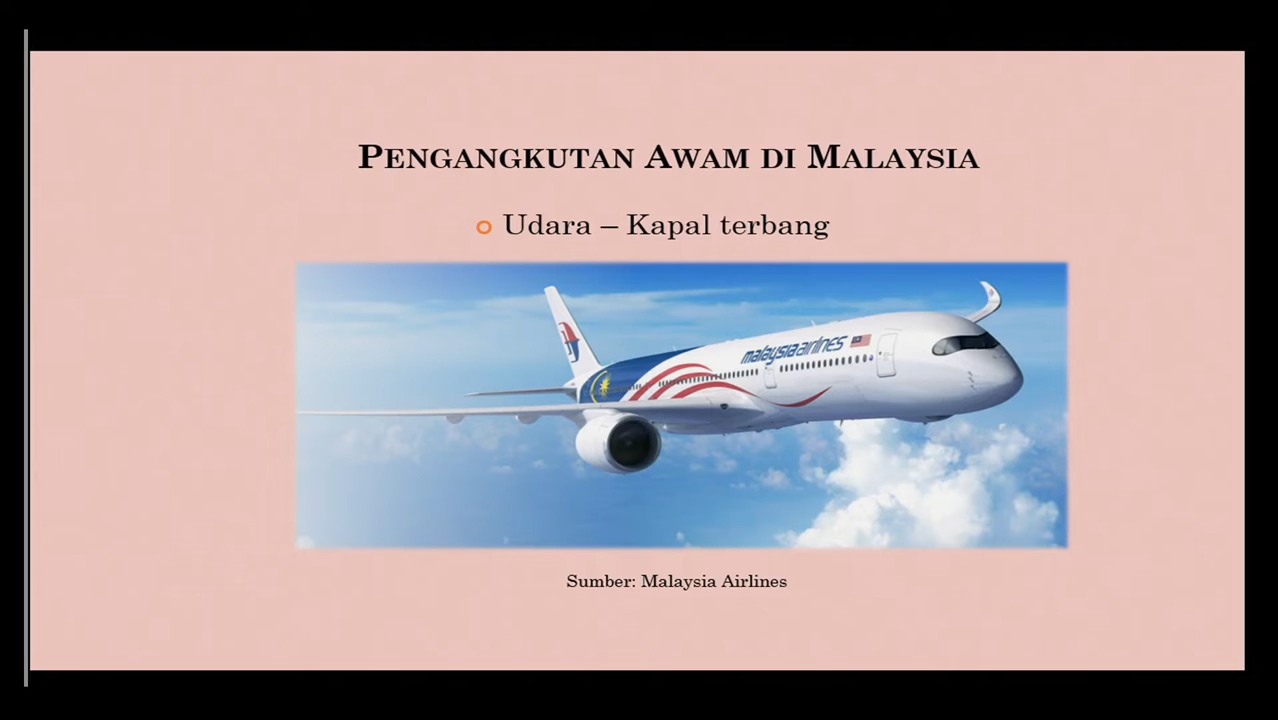 PENGANGKUTAN AWAM DI MALAYSIA
Udara – Kapal terbang
malaysia airlines
Sumber: Malaysia Airlines